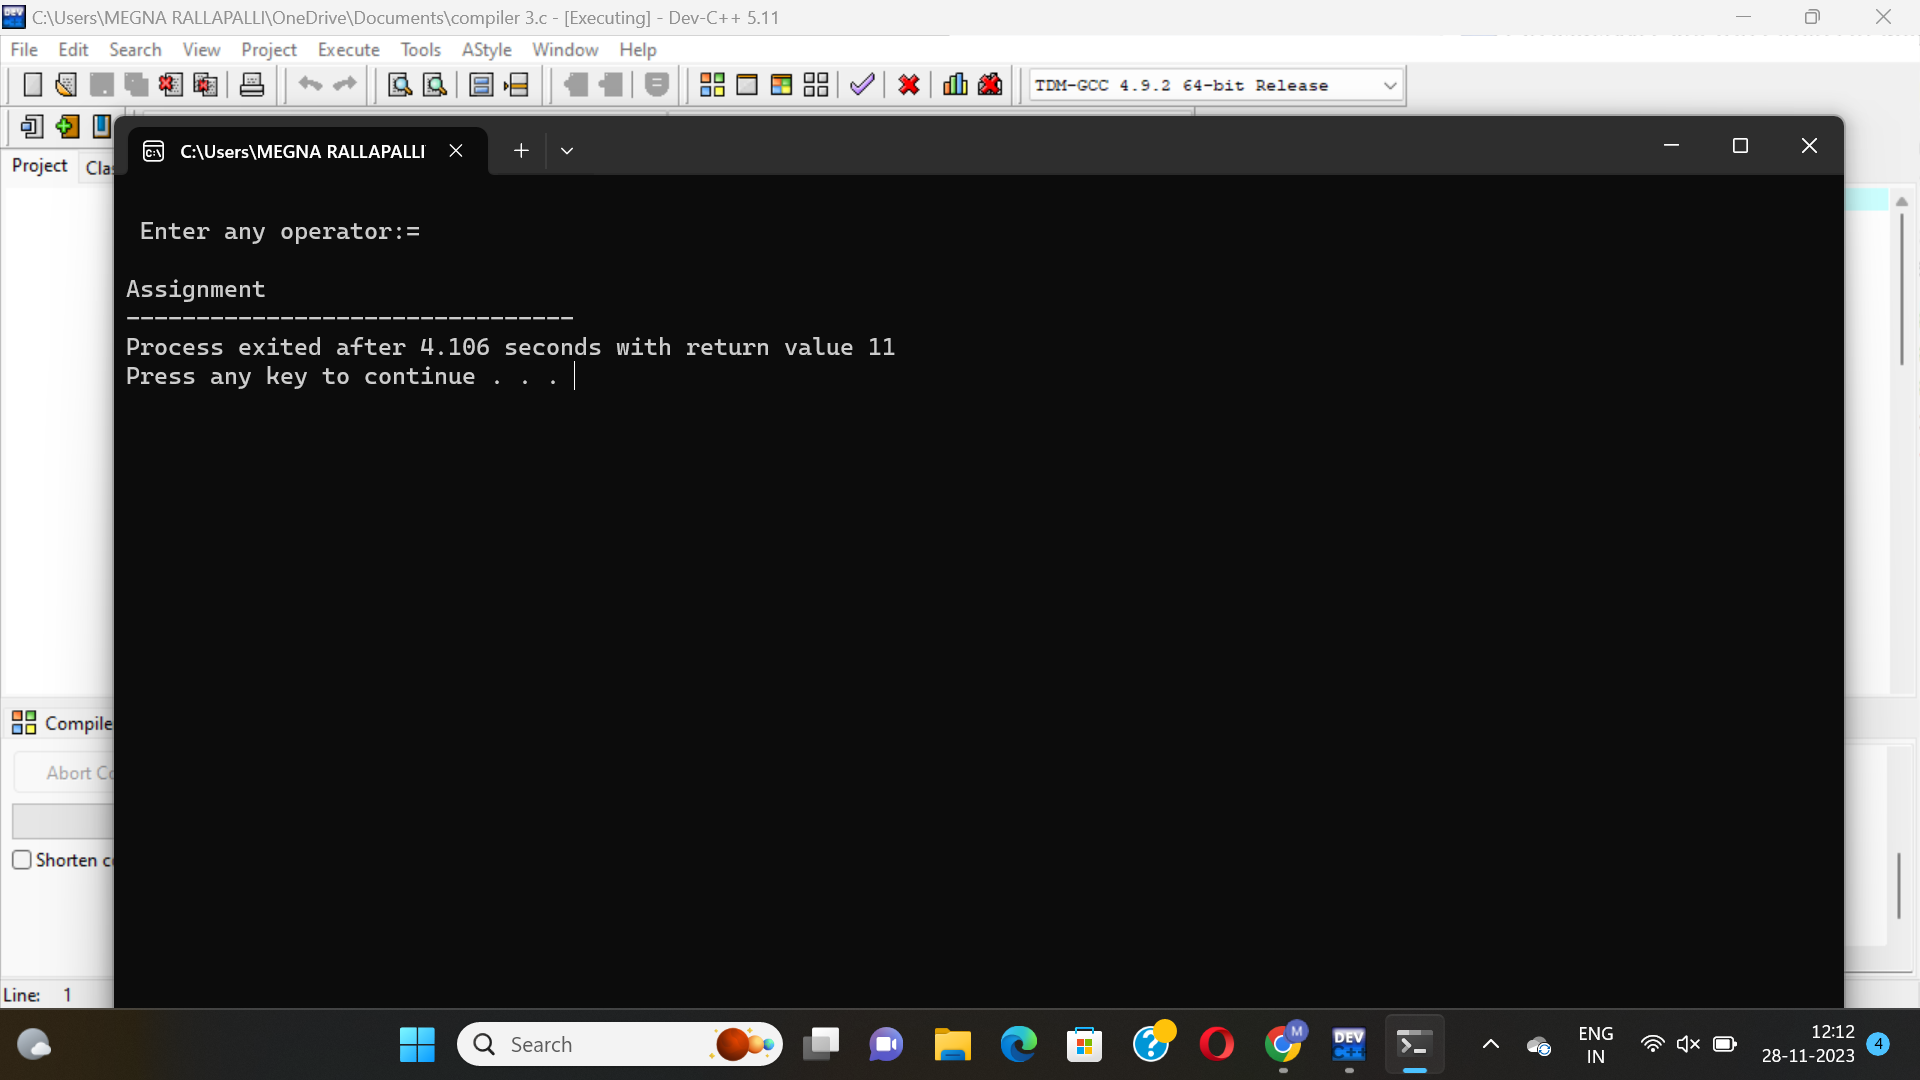 C:\Users\MEGNA RALLAPALLI\OneDrive\Documents\compiler 3.c - [Executing] - Dev-C++ 5.11
File Edit Search View Project Execute Tools AStyle Window Help
TDM-GCC 4.9.2 64-bit Release
C:\Users\MEGNA RALLAPALLI
Project Clas
Enter any operator:=
Assignment
--------------------------------
Process exited after 4.106 seconds with return value 11
Press any key to continue . . .
Compile
Abort Co
Shorten co
Line: 1
Search
M
DEV
C++
ENG
IN
12:12
28-11-2023
4